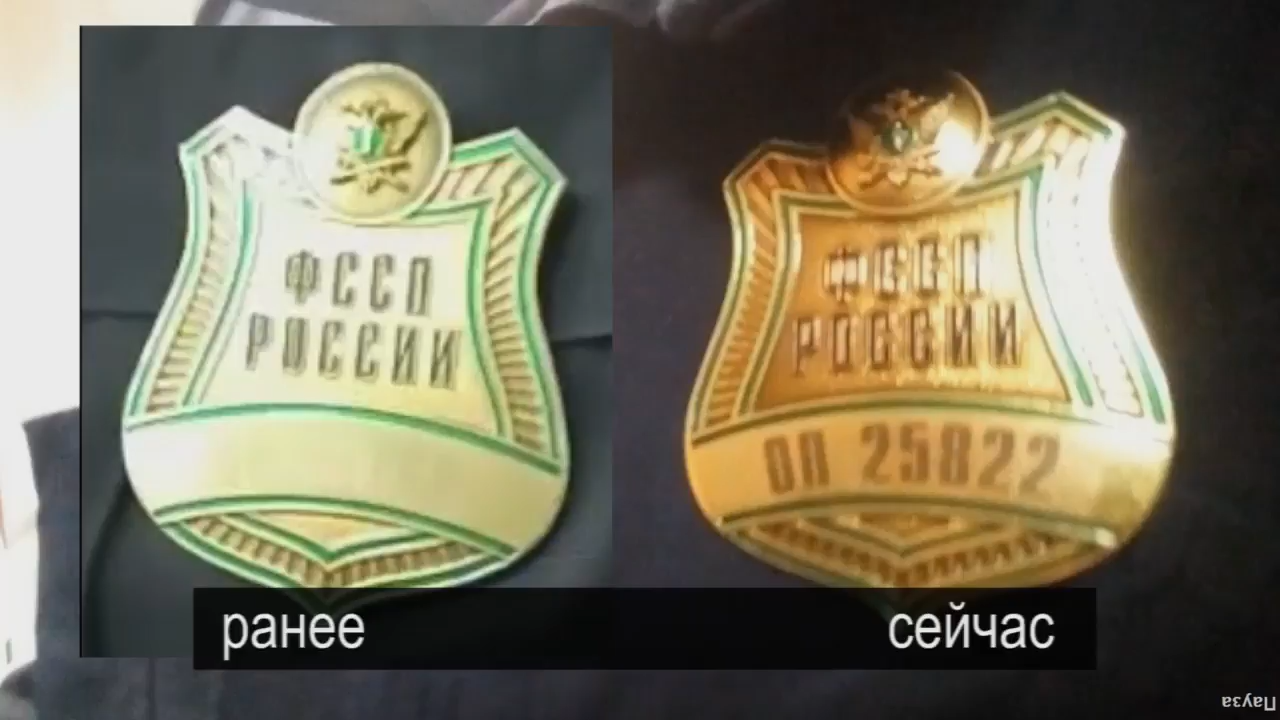 ФССП
РОССИИ
ФССП
РОССИИ
ОП 25822
ранее
сейчас
Пауза